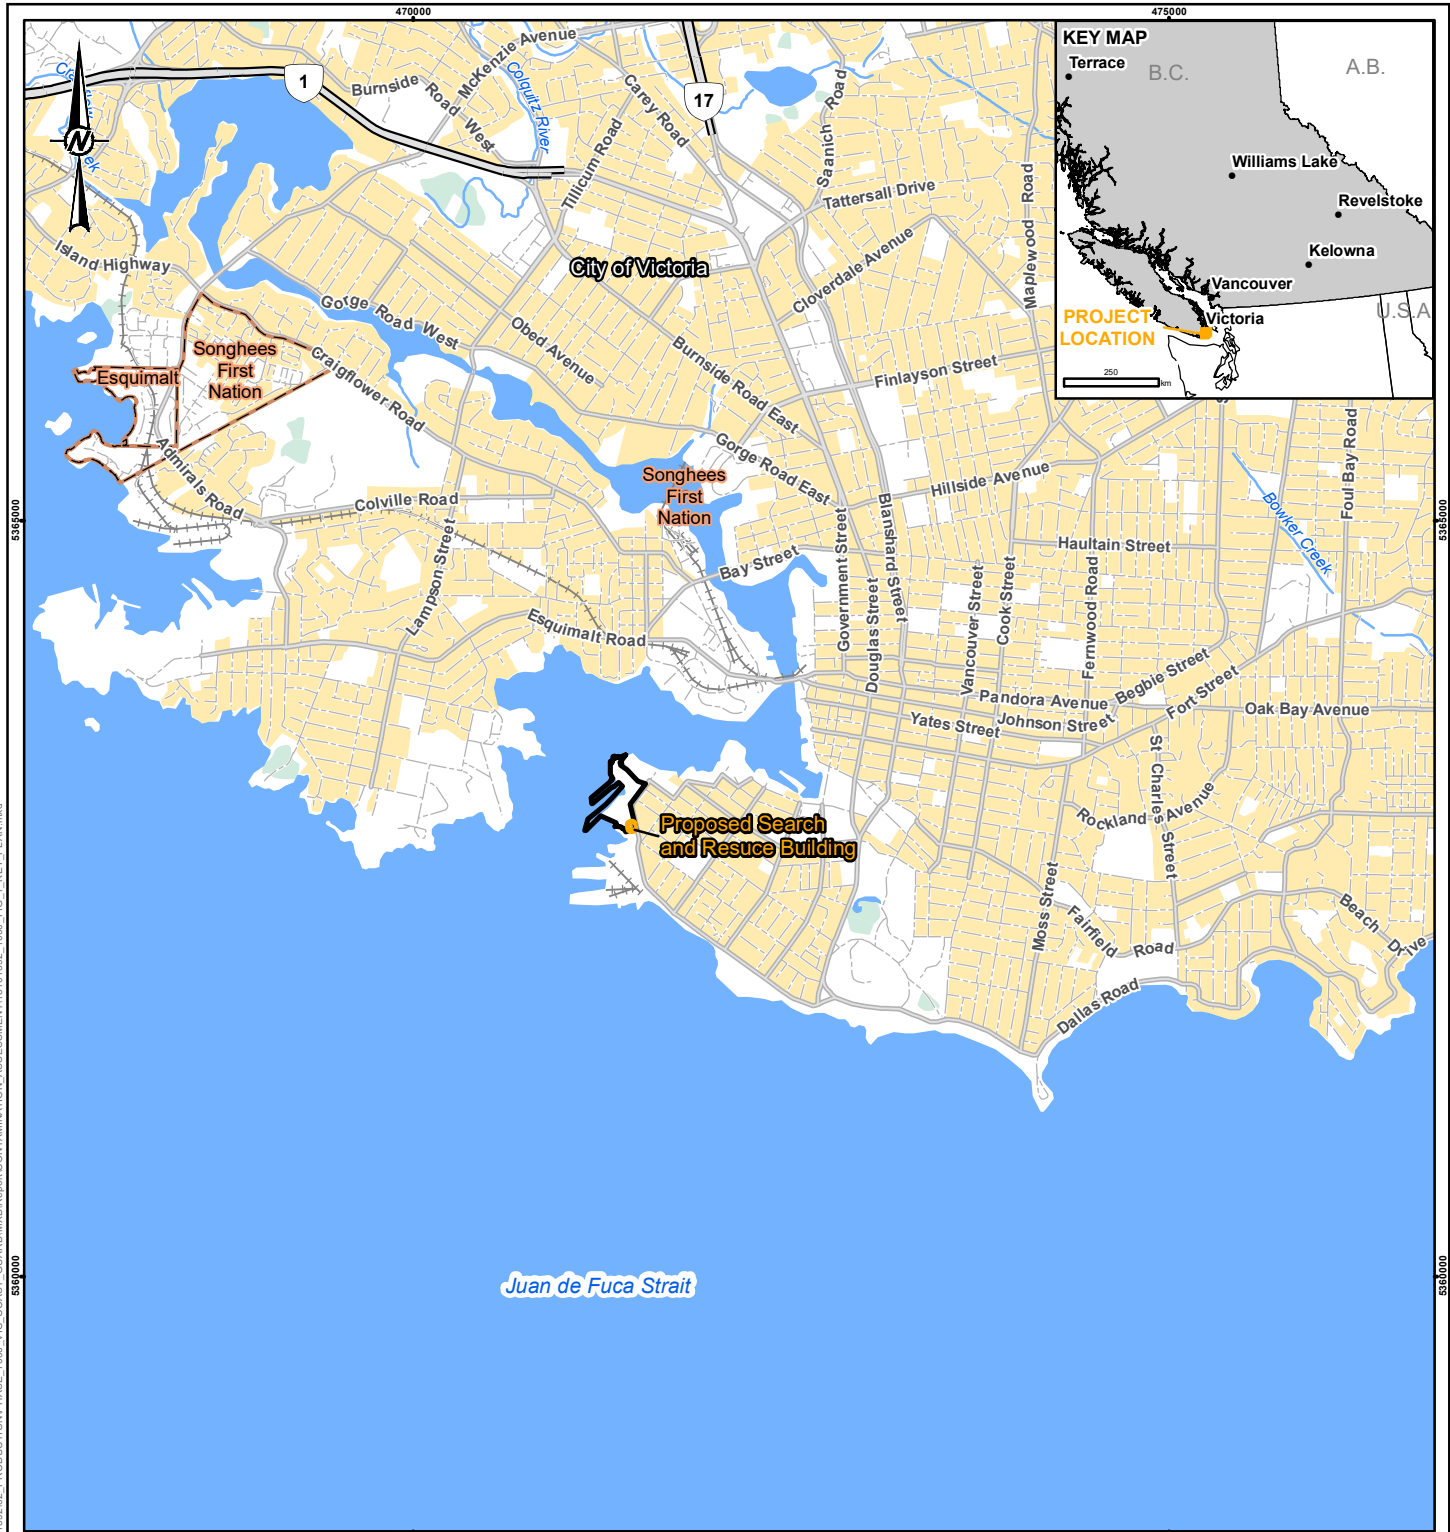 470000
475000
KEY MAP
Terrace
B.C.
A.B.
Williams Lake
Revelstoke
Kelowna
Vancouver
Victoria
U.S.A
PROJECT
LOCATION
250
km
1
17
N
McKenzie Avenue
Burnside Road West
Colquitz River
Carey Road
Tillicum Road
Saanich Road
Tattersall Drive
Maplewood Road
Cloverdale Avenue
Island Highway
City of Victoria
Gorge Road West
Obed Avenue
Burnside Road East
Finlayson Street
Songhees
First
Nation
Esquimalt
Craigflower Road
Gorge Road East
Hillside Avenue
Foul Bay Road
Bowker Creek
Admirals Road
Colville Road
Songhees
First
Nation
Lampson Street
Bay Street
Government Street
Blanshard Street
Douglas Street
Haultain Street
Vancouver Street
Cook Street
Fernwood Road
Esquimalt Road
Begbie Street
Fort Street
Pandora Avenue
Johnson Street
Yates Street
Oak Bay Avenue
St Charles Street
Rockland Avenue
Proposed Search
and Resuce Building
Moss Street
Fairfield Road
Beach Drive
Dallas Road
Juan de Fuca Strait
5365000
5365000
5360000
5360000